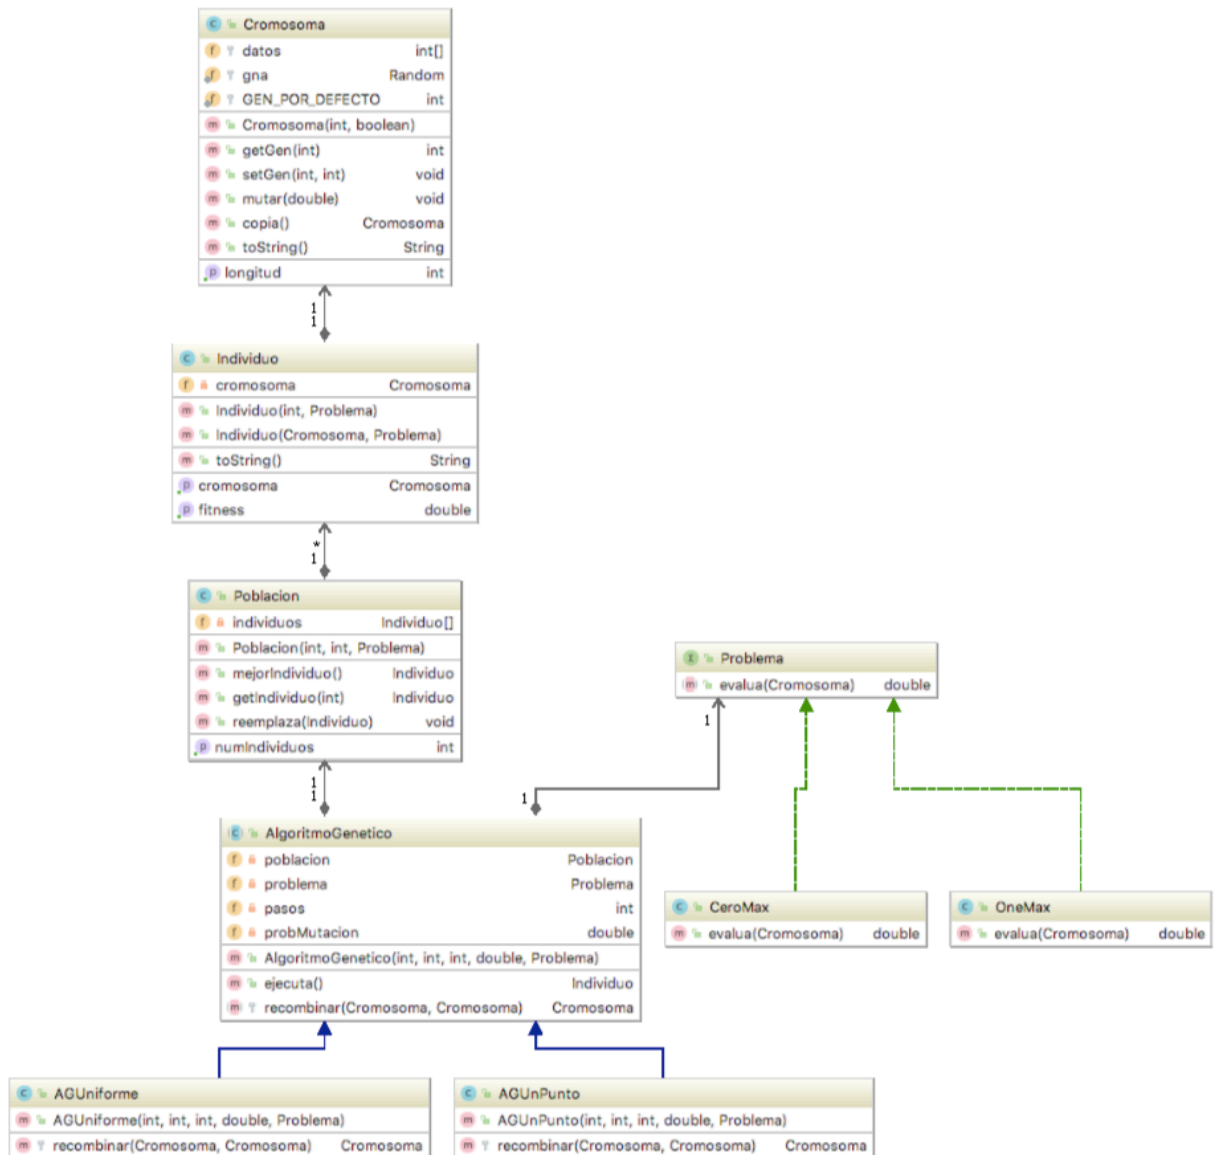 Cromosoma
datos int[]
gna Random
GEN_POR_DEFECTO int
Cromosoma(int, boolean)
getGen(int) int
setGen(int, int) void
mutar(double) void
copia() Cromosoma
toString() String
longitud int
1
1
Individuo
cromosoma Cromosoma
Individuo(int, Problema)
Individuo(Cromosoma, Problema)
toString() String
cromosoma Cromosoma
fitness double
*
1
Poblacion
individuos Individuo[]
Poblacion(int, int, Problema)
mejorIndividuo() Individuo
getIndividuo(int) Individuo
reemplaza(Individuo) void
numIndividuos int
Problema
evalua(Cromosoma) double
1
1
1
1
AlgoritmoGenetico
poblacion Poblacion
problema Problema
pasos int
probMutacion double
AlgoritmoGenetico(int, int, int, double, Problema)
ejecuta() Individuo
recombinar(Cromosoma, Cromosoma) Cromosoma
CeroMax
evalua(Cromosoma) double
OneMax
evalua(Cromosoma) double
AGUniforme
AGUniforme(int, int, int, double, Problema)
recombinar(Cromosoma, Cromosoma) Cromosoma
AGUnPunto
AGUnPunto(int, int, int, double, Problema)
recombinar(Cromosoma, Cromosoma) Cromosoma